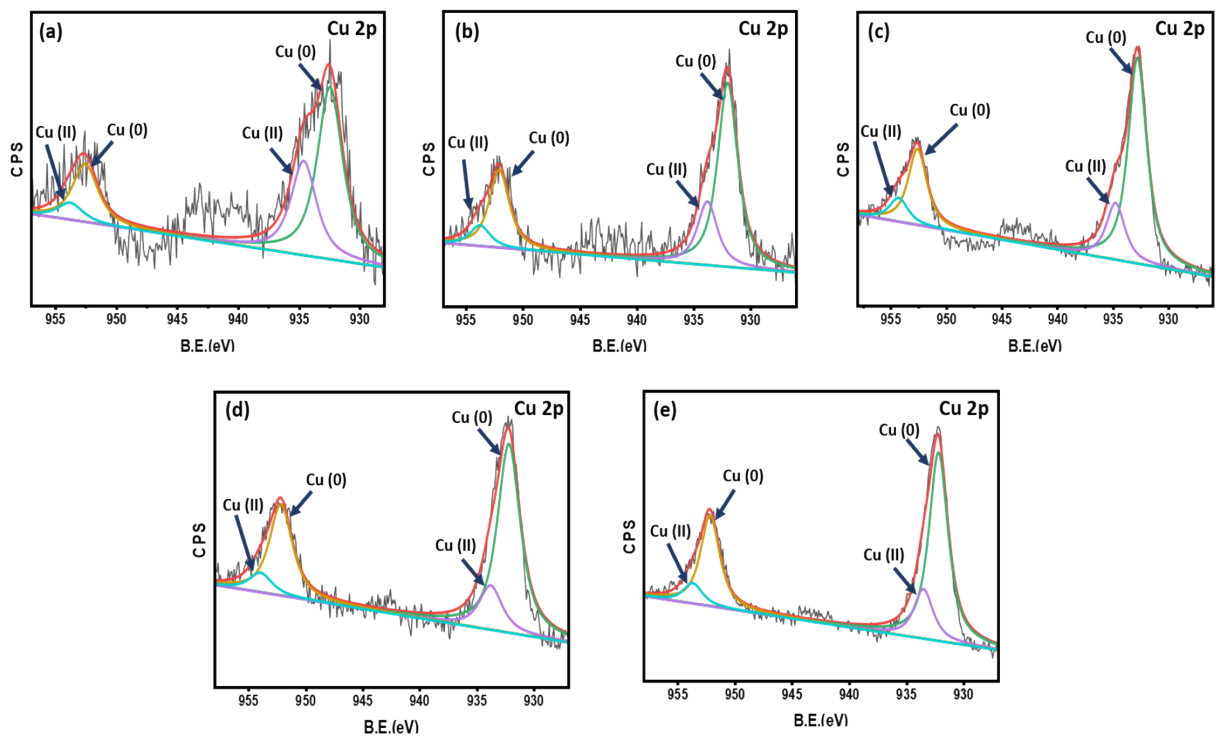 (a)
Cu 2p
Cu (0)
Cu (II)
Cu (0)
Cu (II)
CPS
955 950 945 940 935 930
B.E.(eV)
(b)
Cu 2p
Cu (0)
Cu (II)
Cu (0)
Cu (II)
CPS
955 950 945 940 935 930
B.E.(eV)
(c)
Cu 2p
Cu (0)
Cu (0)
Cu (II)
Cu (II)
CPS
955 950 945 940 935 930
B.E.(eV)
(d)
Cu 2p
Cu (0)
Cu (0)
Cu (II)
Cu (II)
CPS
950 950 945 940 935 930
B.E.(eV)
(e)
Cu 2p
Cu (0)
Cu (0)
Cu (II)
Cu (II)
CPS
955 950 945 940 935 930
B.E.(eV)